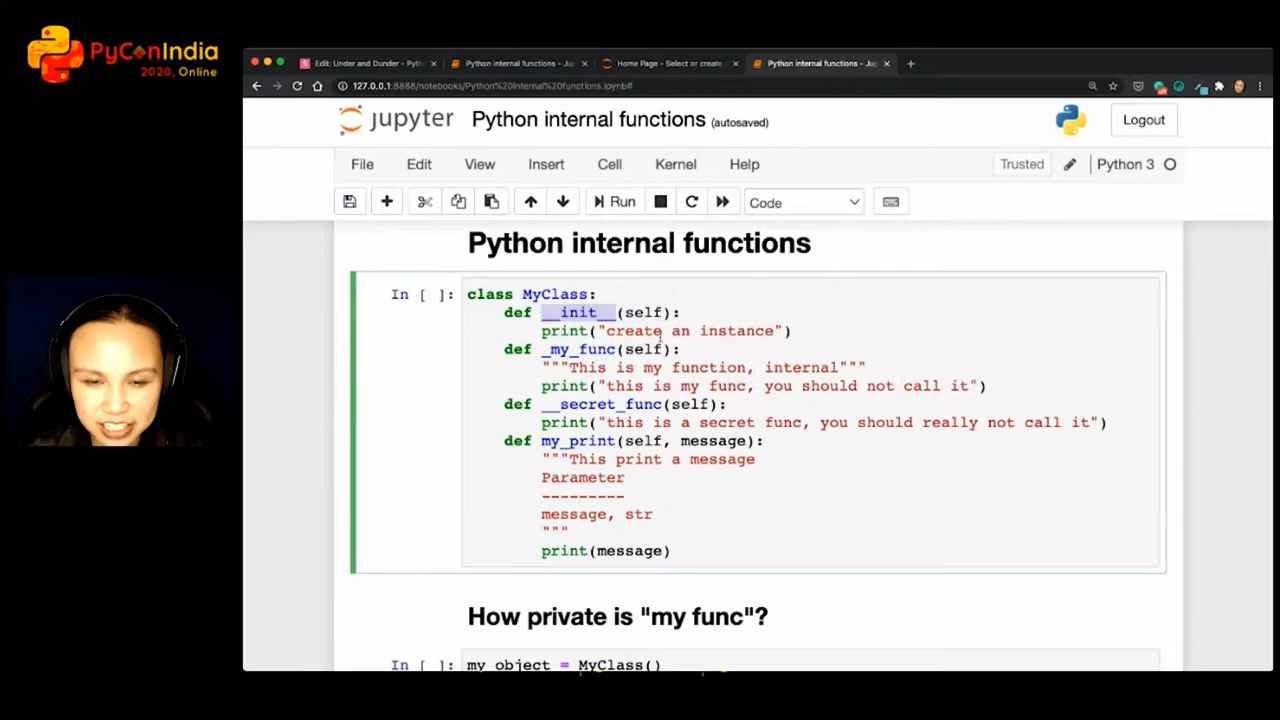 PyConIndia
2020, Online
Edit: Under and Dunder - Pyth
Python internal functions - Jup
Home Page - Select or create
Python internal functions - Jup
127.0.0.1:8888/notebooks/Python%20internal%20functions.ipynb#
jupyter Python internal functions (autosaved)
Logout
File Edit View Insert Cell Kernel Help
Trusted
Python 3
Run
Code
Python internal functions
In [ ]:
class MyClass:
def __init__(self):
print("create an instance")
def _my_func(self):
"""This is my function, internal"""
print("this is my func, you should not call it")
def __secret_func(self):
print("this is a secret func, you should really not call it")
def my_print(self, message):
"""This print a message
Parameter
---------
message, str
"""
print(message)
How private is "my func"?
In [ ]:
my_object = MyClass()